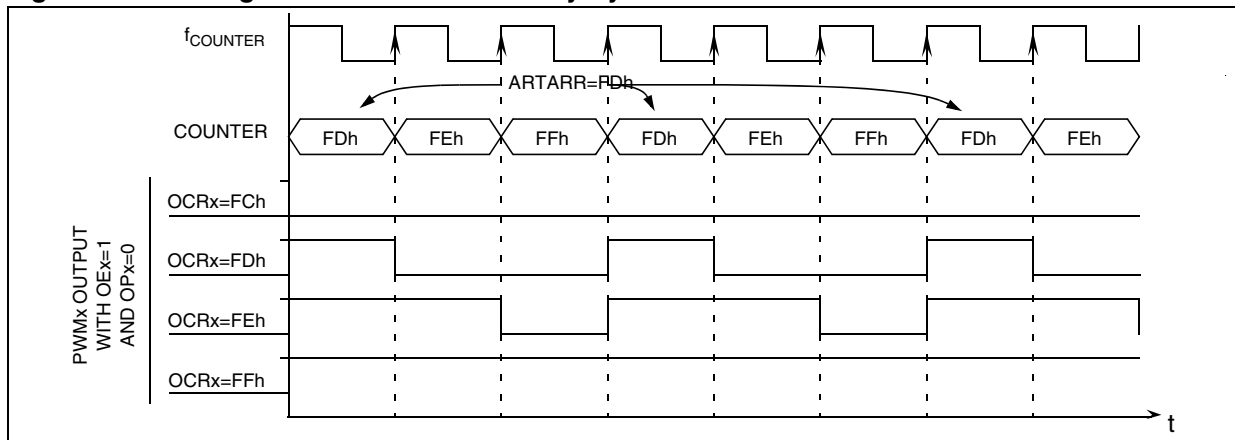 fCOUNTER
ARTARR=FDh
COUNTER
FDh FEh FFh FDh FEh FFh FDh FEh
PWMx OUTPUT
WITH OEx=1
AND OPx=0
OCRx=FCh
OCRx=FDh
OCRx=FEh
OCRx=FFh
t